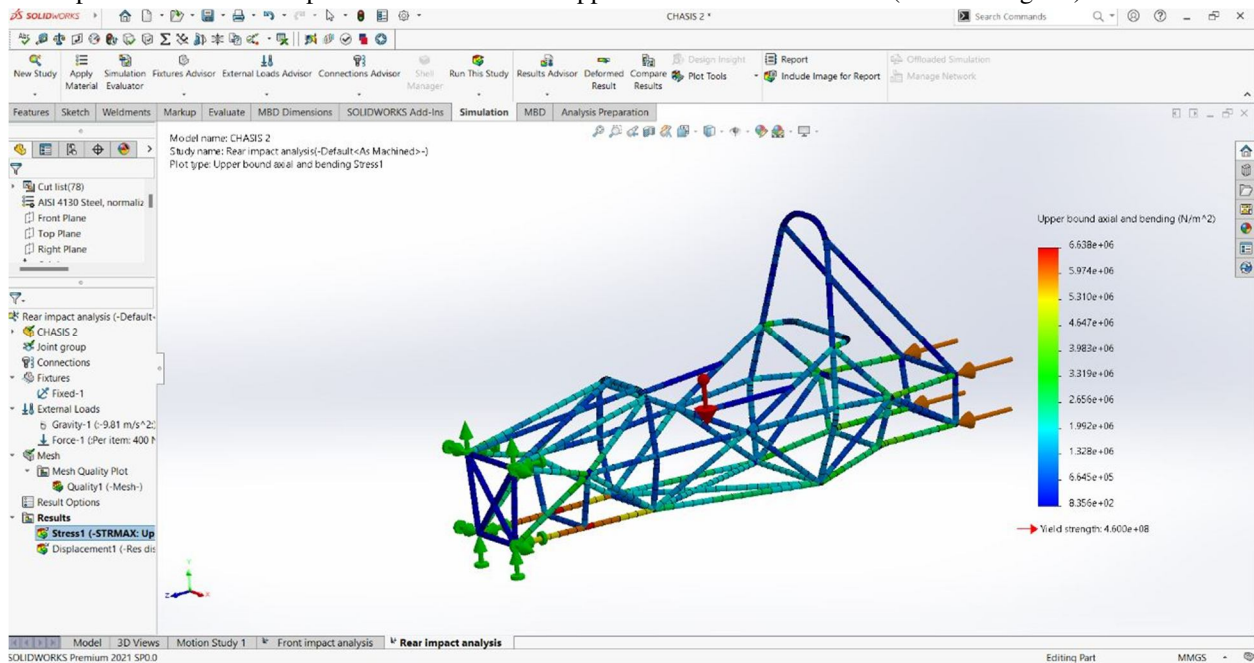 SOLIDWORKS
CHASIS 2 *
Search Commands
New Study
Apply Material
Simulation Evaluator
Fixtures Advisor
External Loads Advisor
Connections Advisor
Shell Manager
Run This Study
Results Advisor
Deformed Result
Compare Results
Design Insight
Plot Tools
Report
Include Image for Report
Offloaded Simulation
Manage Network
Features Sketch Weldments Markup Evaluate MBD Dimensions SOLIDWORKS Add-Ins Simulation MBD Analysis Preparation
Model name: CHASIS 2
Study name: Rear impact analysis(-Default<As Machined>-)
Plot type: Upper bound axial and bending Stress1
Cut list(78)
AISI 4130 Steel, normaliz
Front Plane
Top Plane
Right Plane
Rear impact analysis (-Default-
CHASIS 2
Joint group
Connections
Fixtures
Fixed-1
External Loads
Gravity-1 (:-9.81 m/s^2:)
Force-1 (:Per item: 400 N
Mesh
Mesh Quality Plot
Quality1 (-Mesh-)
Result Options
Results
Stress1 (-STRMAX: Up
Displacement1 (-Res dis
Upper bound axial and bending (N/m^2)
6.638e+06
5.974e+06
5.310e+06
4.647e+06
3.983e+06
3.319e+06
2.656e+06
1.992e+06
1.328e+06
6.645e+05
8.356e+02
Yield strength: 4.600e+08
Y
Z
X
Model 3D Views Motion Study 1 Front impact analysis Rear impact analysis
SOLIDWORKS Premium 2021 SP0.0
Editing Part
MMGS